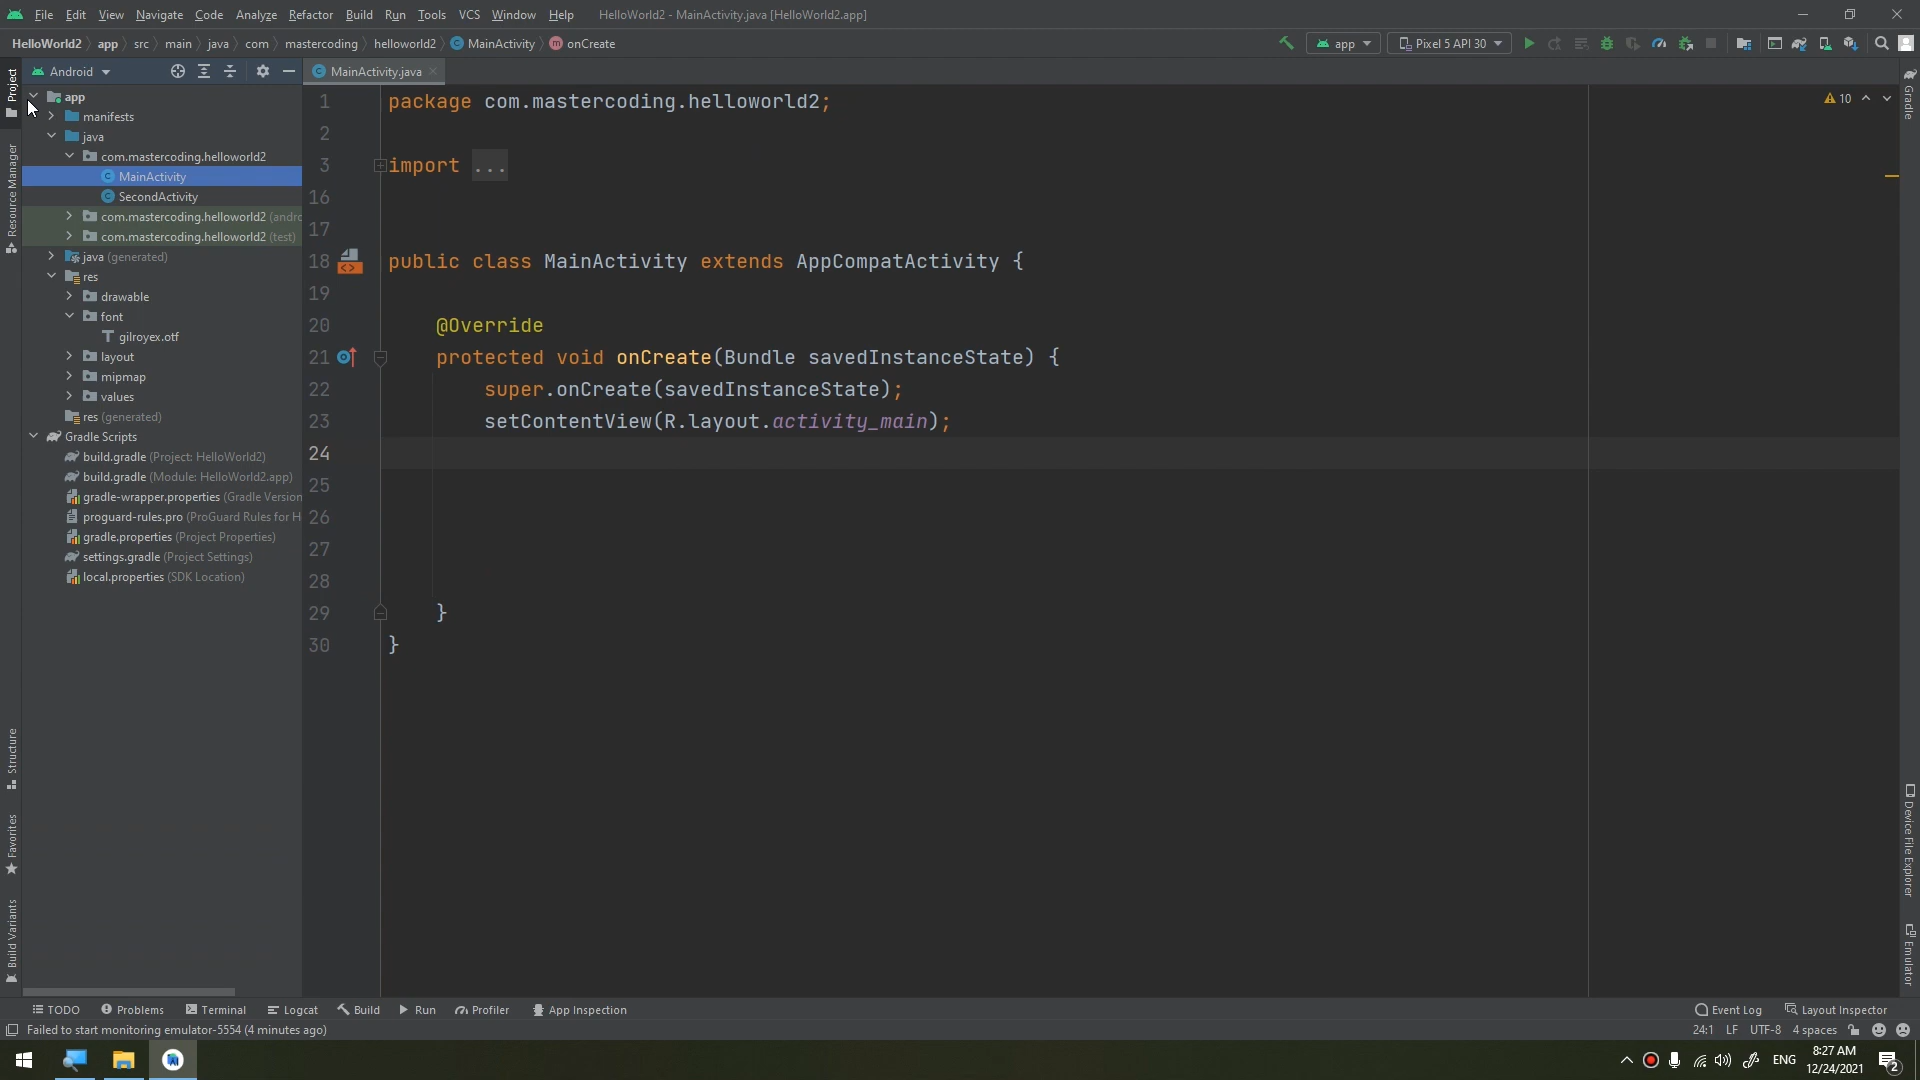 File Edit View Navigate Code Analyze Refactor Build Run Tools VCS Window Help HelloWorld2 - MainActivity.java [HelloWorld2.app]
HelloWorld2 app src main java com mastercoding helloworld2 MainActivity onCreate app Pixel 5 API 30
Android
MainActivity.java
Project
Resource Manager
Structure
Favorites
Build Variants
app
manifests
java
com.mastercoding.helloworld2
MainActivity
SecondActivity
com.mastercoding.helloworld2 (andro
com.mastercoding.helloworld2 (test)
java (generated)
res
drawable
font
gilroyex.otf
layout
mipmap
values
res (generated)
Gradle Scripts
build.gradle (Project: HelloWorld2)
build.gradle (Module: HelloWorld2.app)
gradle-wrapper.properties (Gradle Version
proguard-rules.pro (ProGuard Rules for H
gradle.properties (Project Properties)
settings.gradle (Project Settings)
local.properties (SDK Location)
1 package com.mastercoding.helloworld2;
2
3 import ...
16
17
18 public class MainActivity extends AppCompatActivity {
19
20 @Override
21 protected void onCreate(Bundle savedInstanceState) {
22 super.onCreate(savedInstanceState);
23 setContentView(R.layout.activity_main);
24
25
26
27
28
29 }
30 }
10
Gradle
Device File Explorer
Emulator
TODO Problems Terminal Logcat Build Run Profiler App Inspection Event Log Layout Inspector
Failed to start monitoring emulator-5554 (4 minutes ago) 24:1 LF UTF-8 4 spaces
ENG
8:27 AM
12/24/2021
2